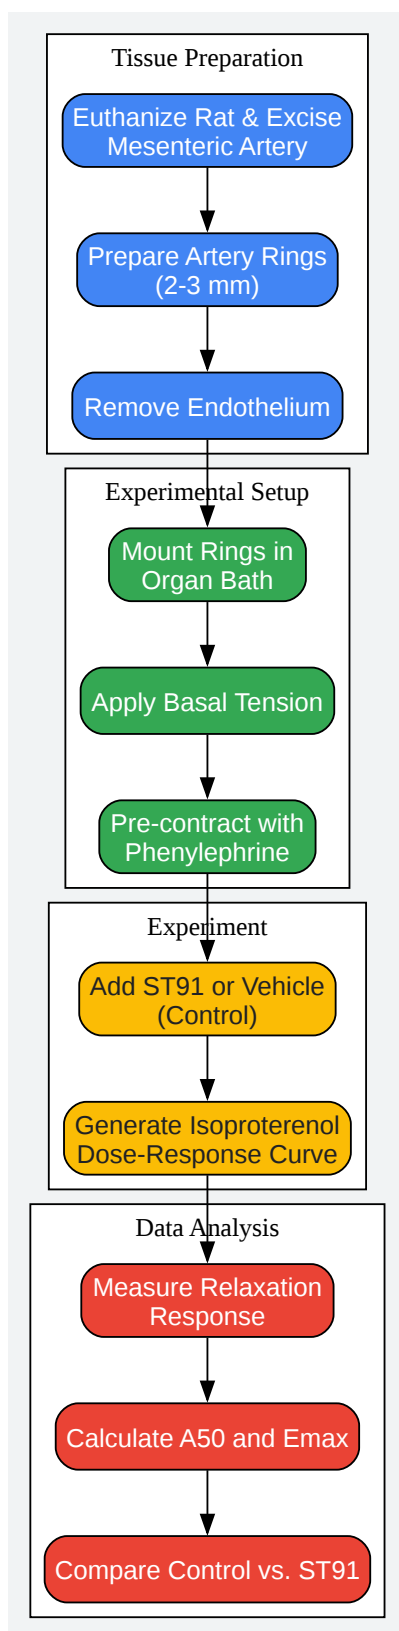 Tissue Preparation
Euthanize Rat & Excise
Mesenteric Artery
Prepare Artery Rings
(2-3 mm)
Remove Endothelium
Experimental Setup
Mount Rings in
Organ Bath
Apply Basal Tension
Pre-contract with
Phenylephrine
Experiment
Add ST91 or Vehicle
(Control)
Generate Isoproterenol
Dose-Response Curve
Data Analysis
Measure Relaxation
Response
Calculate A50 and Emax
Compare Control vs. ST91